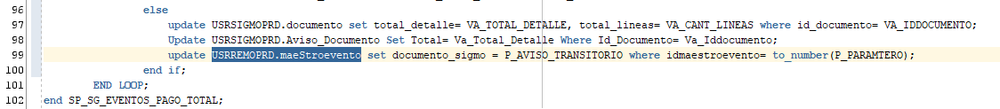 96 else
97 update USRSIGMOPRD.documento set total_detalle= VA_TOTAL_DETALLE, total_lineas= VA_CANT_LINEAS where id_documento= VA_IDDOCUMENTO;
98 Update USRSIGMOPRD.Aviso_Documento Set Total= Va_Total_Detalle Where Id_Documento= Va_Iddocumento;
99 update USRREMOPRD.maeStroevento set documento_sigmo = P_AVISO_TRANSITORIO where idmaestroevento= to_number(P_PARAMTERO);
100 end if;
101 END LOOP;
102 end SP_SG_EVENTOS_PAGO_TOTAL;